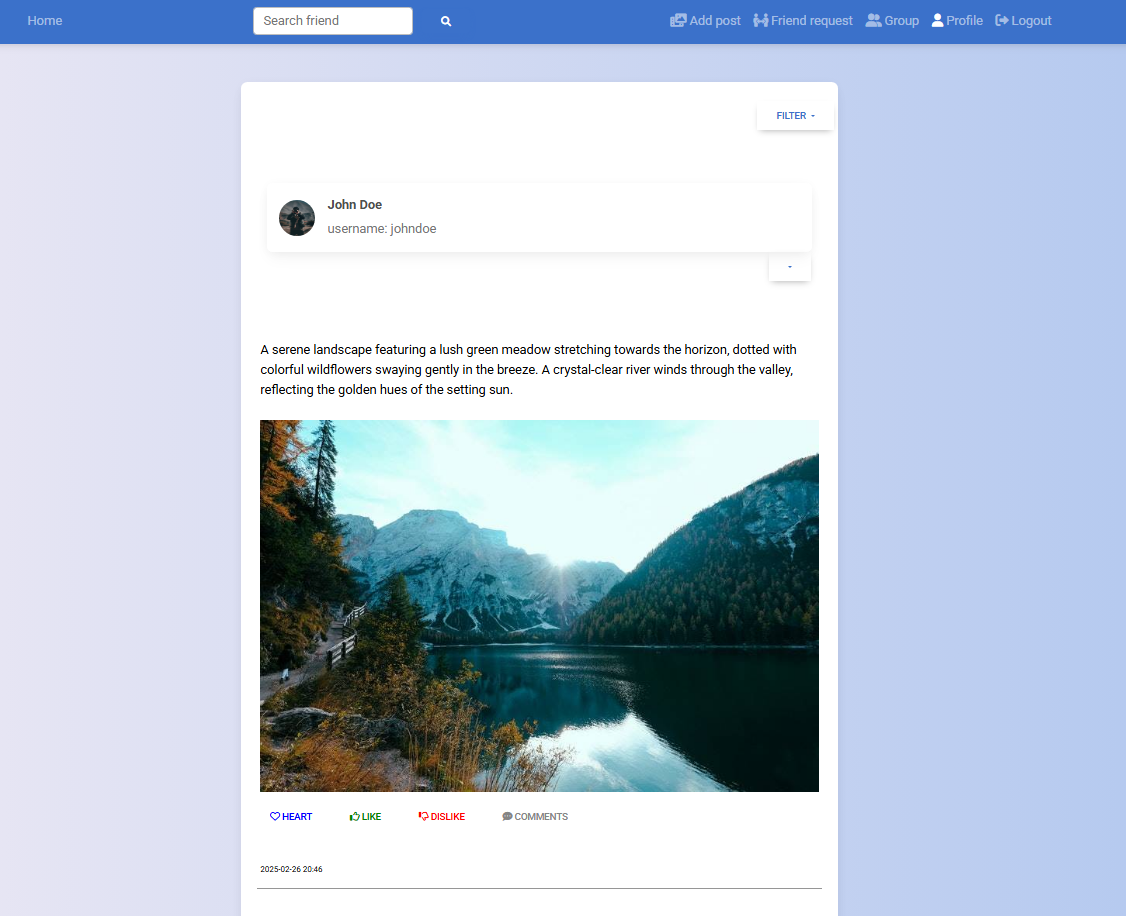 Home
Search friend
Add post
Friend request
Group
Profile
Logout
FILTER
John Doe
username: johndoe
A serene landscape featuring a lush green meadow stretching towards the horizon, dotted with
colorful wildflowers swaying gently in the breeze. A crystal-clear river winds through the valley,
reflecting the golden hues of the setting sun.
HEART
LIKE
DISLIKE
COMMENTS
2025-02-26 20:46